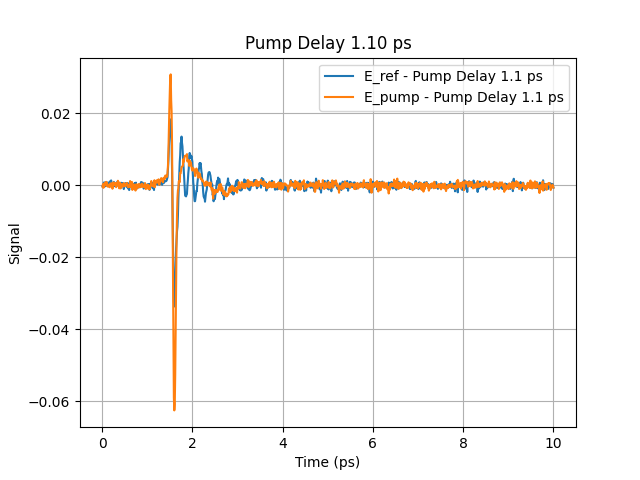 Pump Delay 1.10 ps
E_ref - Pump Delay 1.1 ps
E_pump - Pump Delay 1.1 ps
0.02
0.00
−0.02
−0.04
−0.06
Signal
0 2 4 6 8 10
Time (ps)